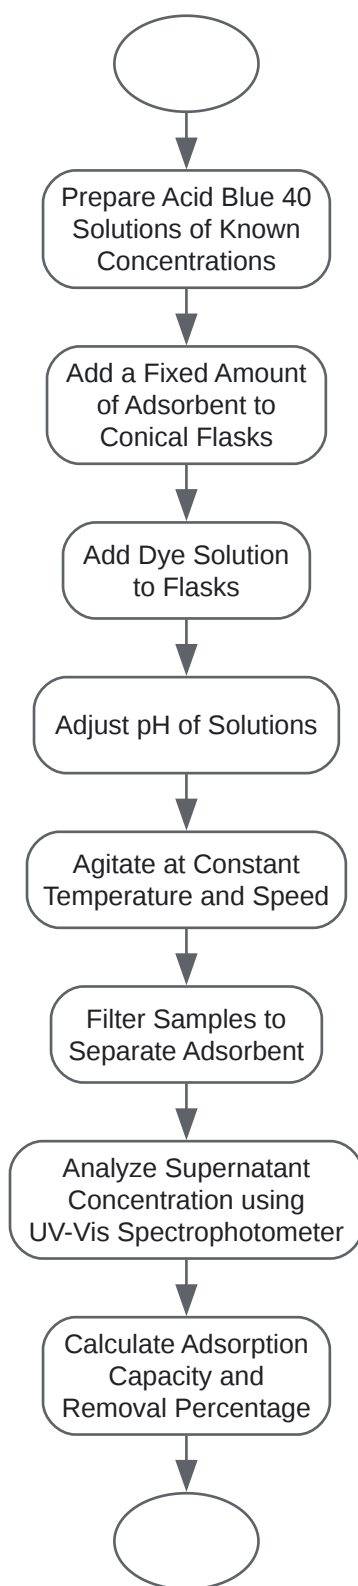 Prepare Acid Blue 40
Solutions of Known
Concentrations
Add a Fixed Amount
of Adsorbent to
Conical Flasks
Add Dye Solution
to Flasks
Adjust pH of Solutions
Agitate at Constant
Temperature and Speed
Filter Samples to
Separate Adsorbent
Analyze Supernatant
Concentration using
UV-Vis Spectrophotometer
Calculate Adsorption
Capacity and
Removal Percentage